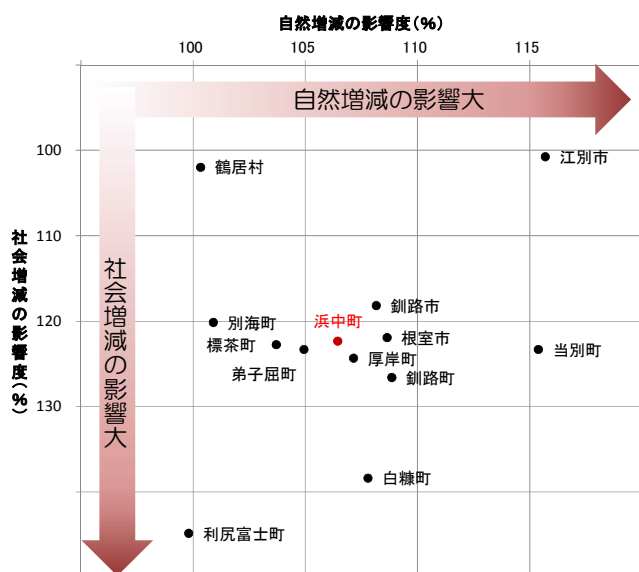 自然増減の影響度(%)
100 105 110 115
自然増減の影響大
社会増減の影響度(%)
社会増減の影響大
100
110
120
130
鶴居村
江別市
釧路市
別海町
浜中町
標茶町
根室市
当別町
弟子屈町
厚岸町
釧路町
白糠町
利尻富士町